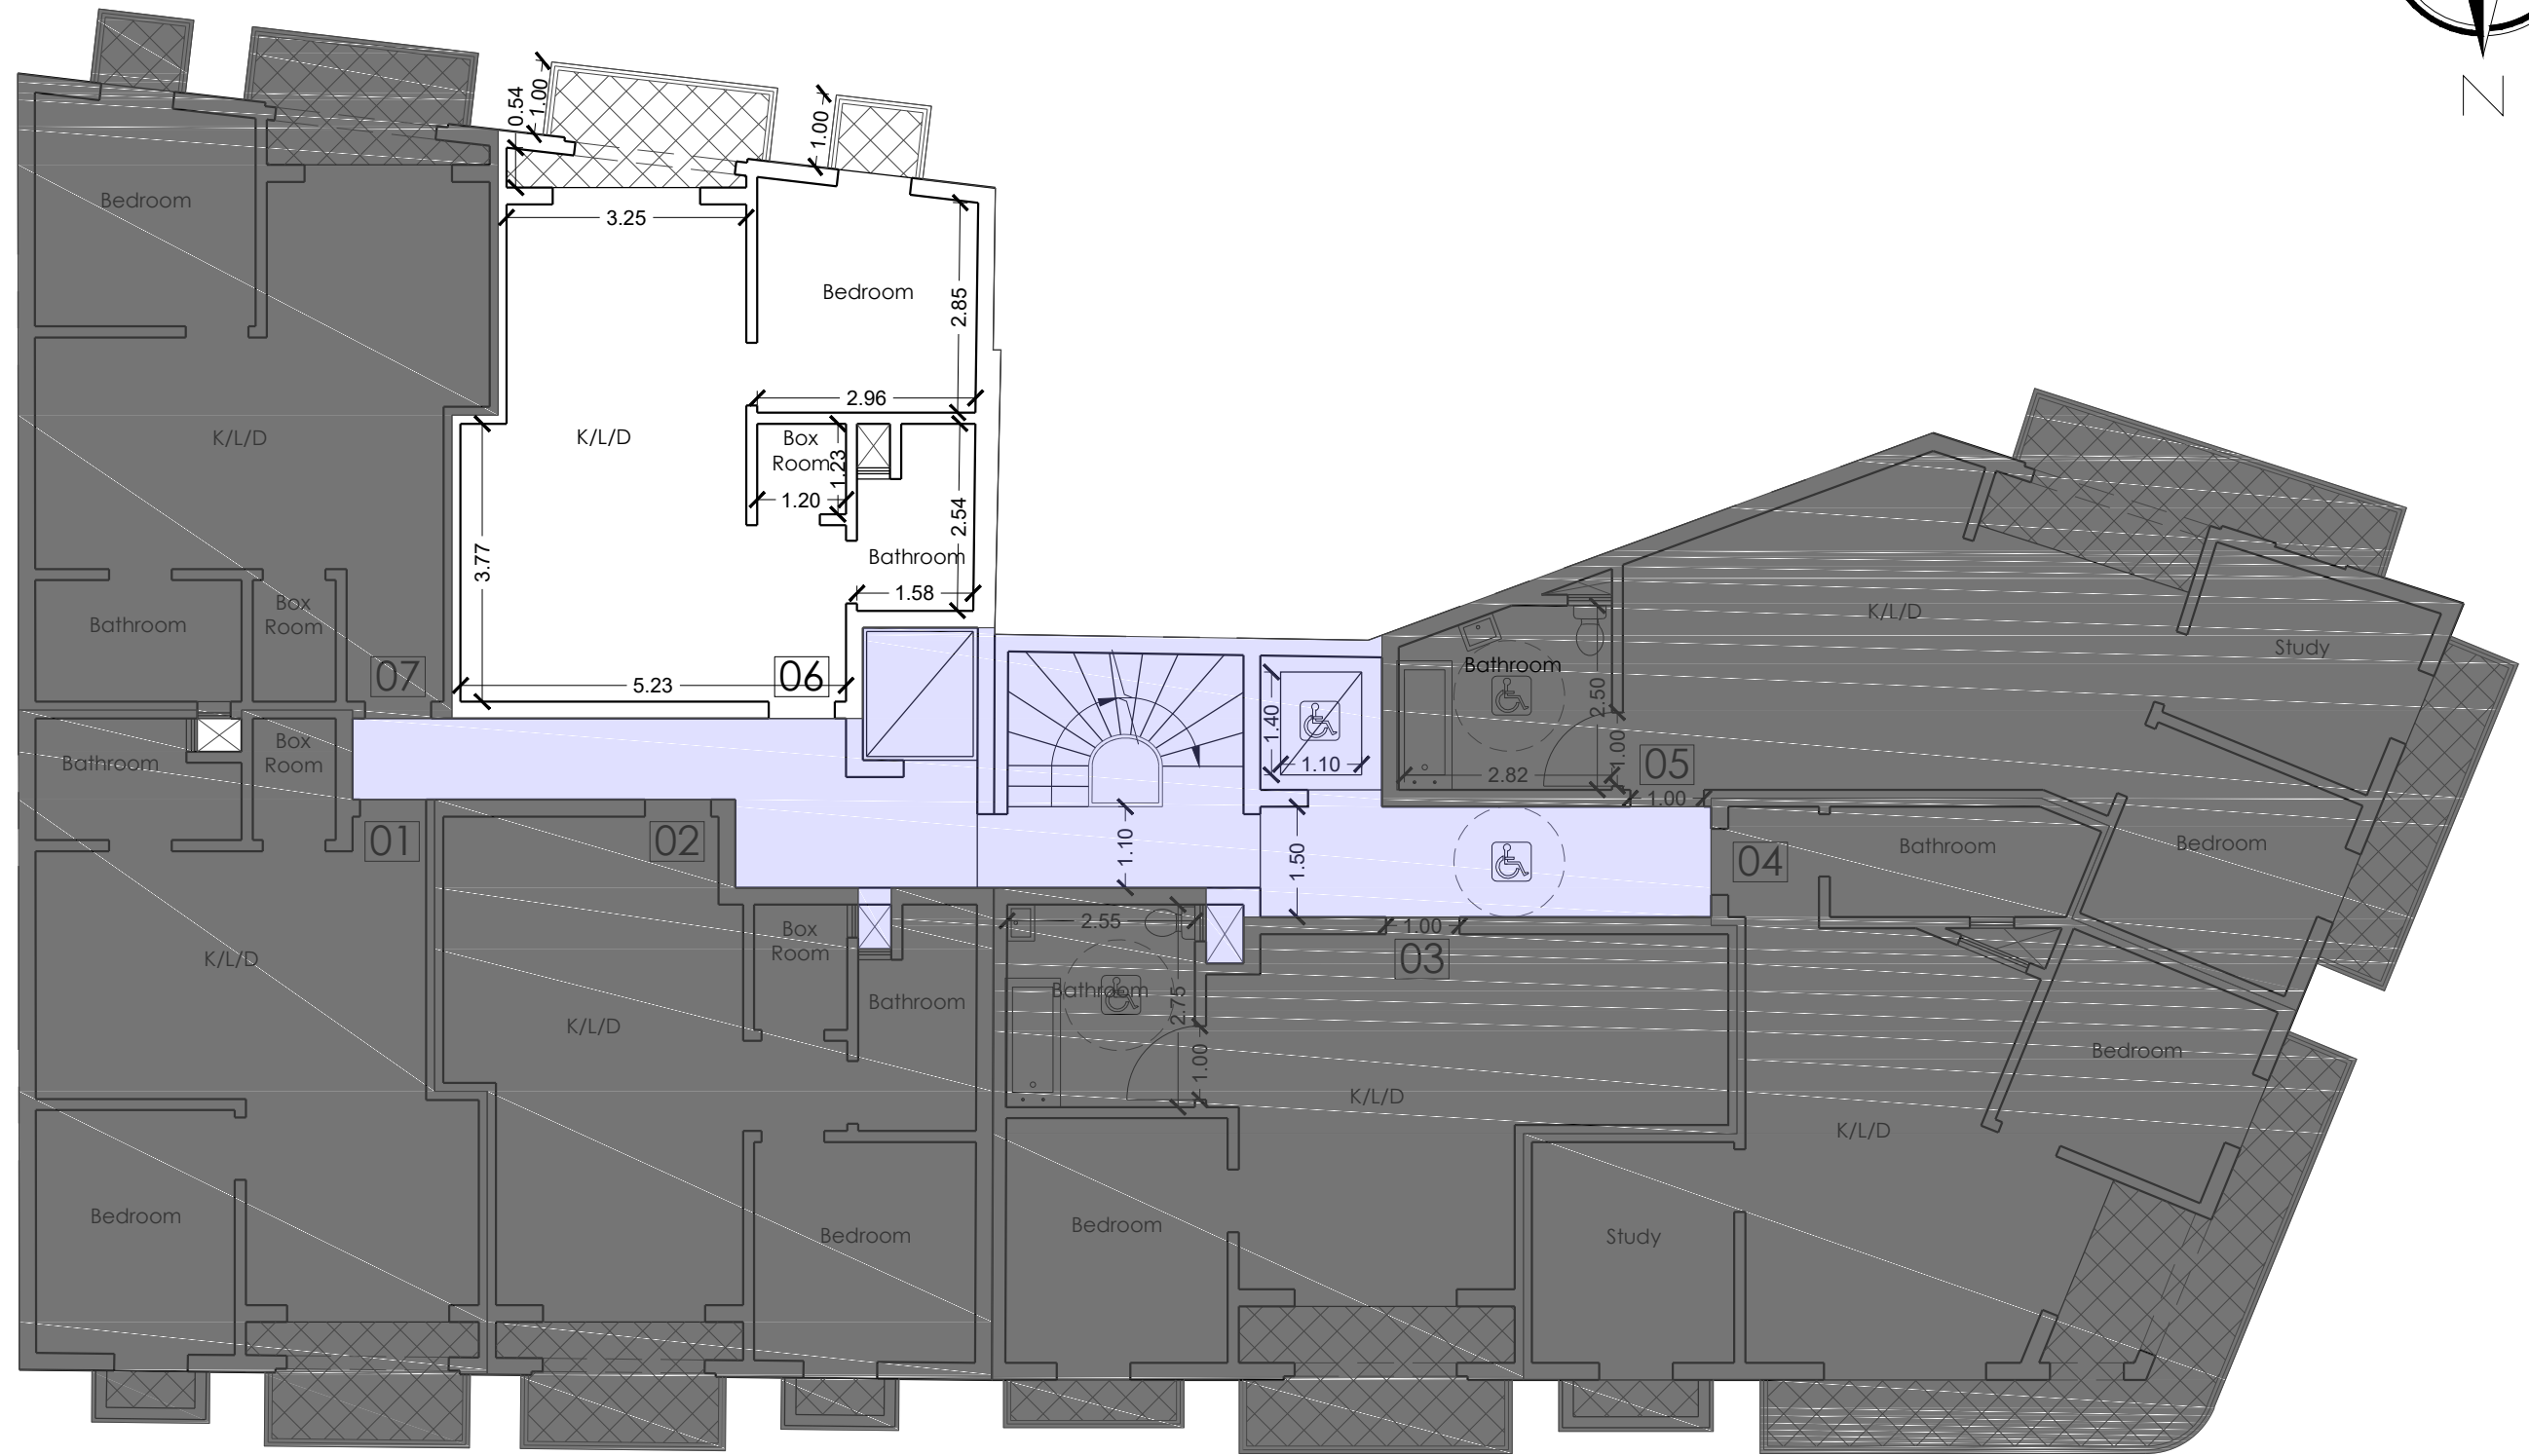 N
0.54
1.00
1.00
Bedroom
3.25
Bedroom
2.85
2.96
K/L/D
K/L/D
Box
Room
1.23
1.20
2.54
3.77
Bathroom
1.58
Box
Room
Bathroom
07
5.23
06
K/L/D
Study
Bathroom
2.50
1.40
1.10
2.82
1.00
05
1.00
Bathroom
Box
Room
01
02
1.10
1.50
04
Bathroom
Bedroom
2.55
1.00
03
Box
Room
K/L/D
Bathroom
Bathroom
2.75
K/L/D
1.00
K/L/D
Bedroom
K/L/D
Bedroom
Bedroom
Bedroom
Study